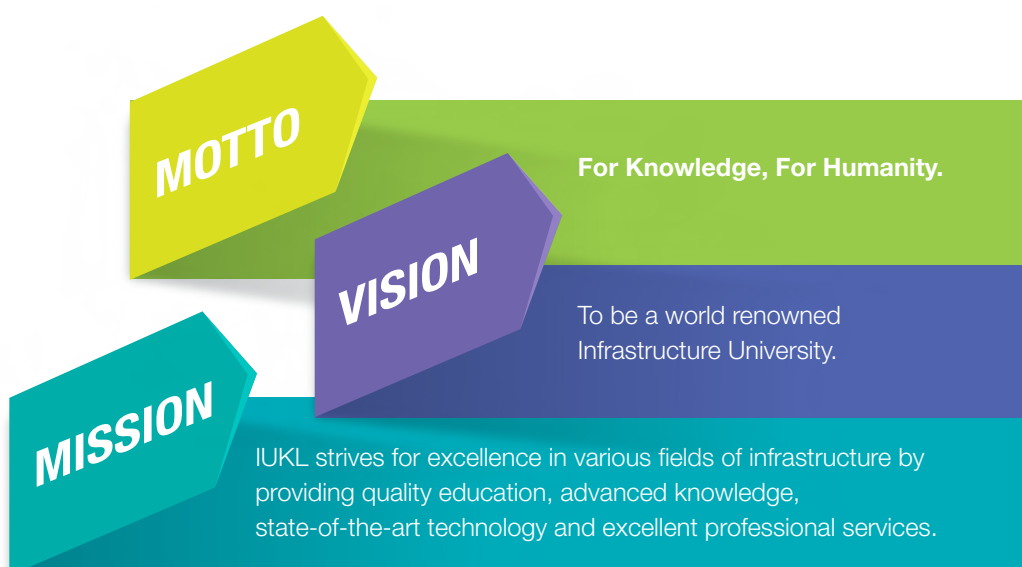 MOTTO
For Knowledge, For Humanity.
VISION
To be a world renowned
Infrastructure University.
MISSION
IUKL strives for excellence in various fields of infrastructure by
providing quality education, advanced knowledge,
state-of-the-art technology and excellent professional services.